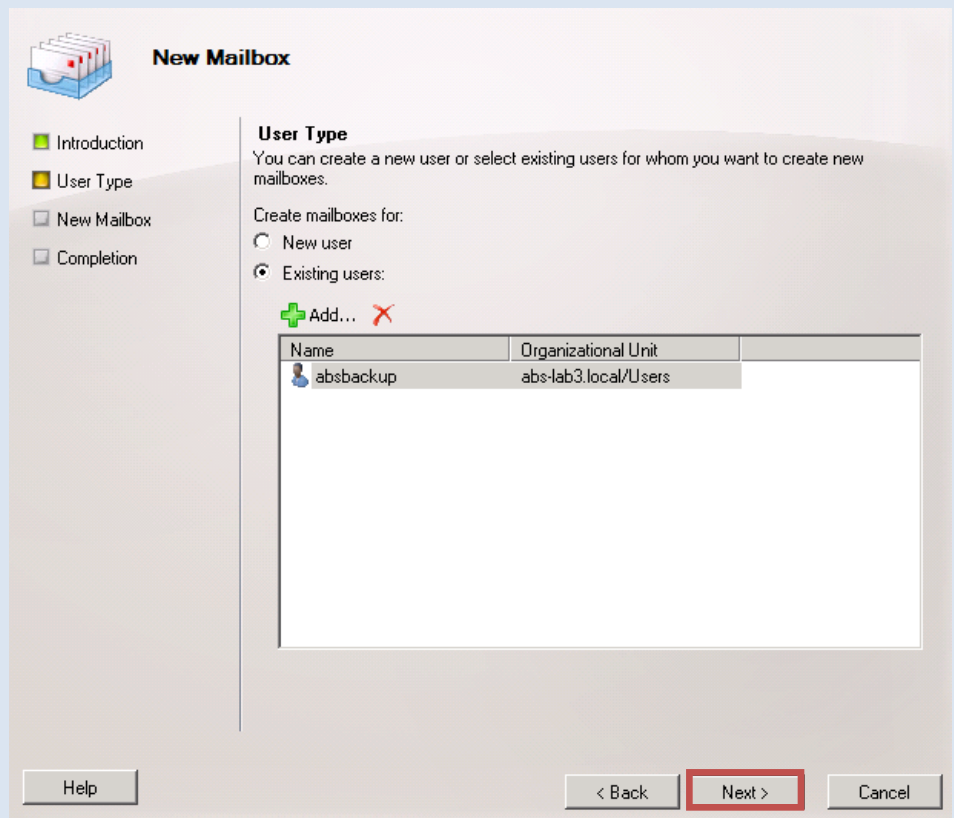 New Mailbox
Introduction
User Type
New Mailbox
Completion
User Type
You can create a new user or select existing users for whom you want to create new
mailboxes.
Create mailboxes for:
New user
Existing users:
Add...
Name Organizational Unit
absbackup abs-lab3.local/Users
Help < Back Next > Cancel